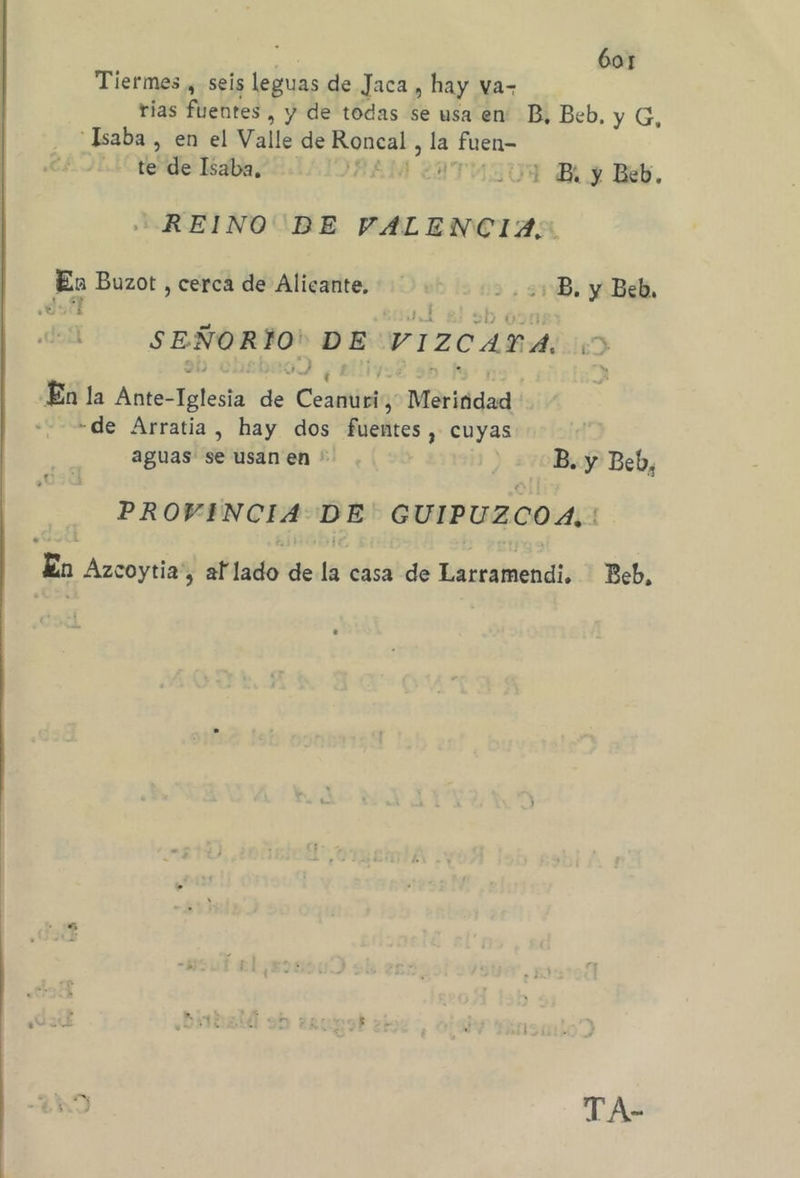 601
Tiermes, seis leguas de Jaca, hay va-
rias fuentes, y de todas se usa en B. Beb. y G.
Isaba, en el Valle de Roncal, la fuen-
te de Isaba. B. y Beb.
REINO DE VALENCIA.
En Buzot, cerca de Alicante. B. y Beb.
SEÑORIO DE VIZCAYA.
En la Ante-Iglesia de Ceanuri, Merindad
de Arratia, hay dos fuentes, cuyas
aguas se usan en B. y Beb.
PROVINCIA DE GUIPUZCOA.
En Azcoytia, al lado de la casa de Larramendi. Beb.
TA-